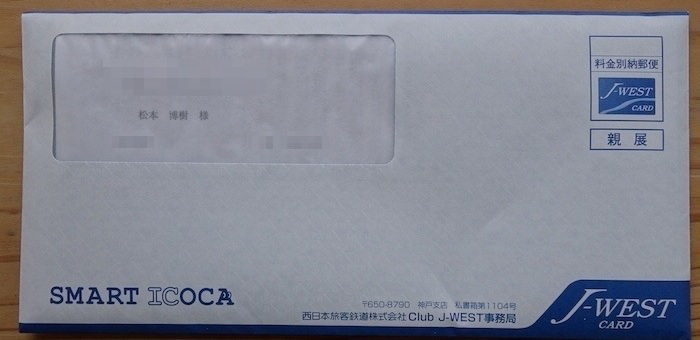 料金別納郵便
J-WEST
CARD
親展
松本 博樹 様
SMART ICOCA
〒650-8790 神戸支店 私書箱第1104号
西日本旅客鉄道株式会社 Club J-WEST事務局
J-WEST
CARD